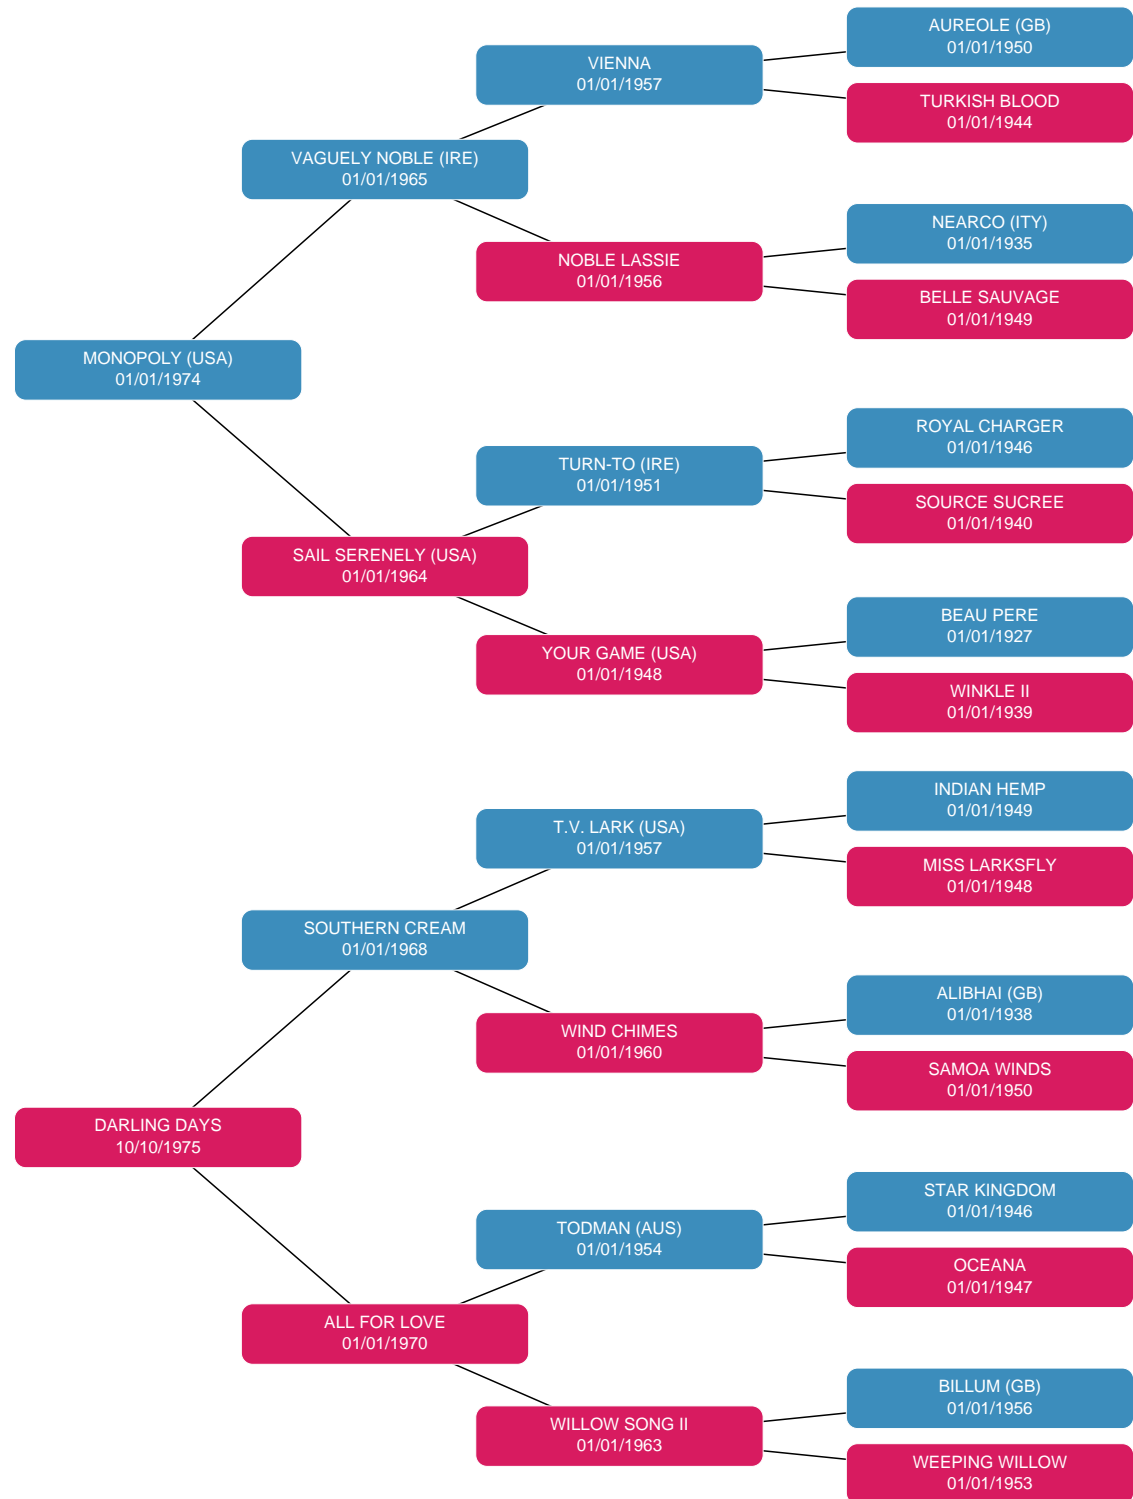 AUREOLE (GB)
01/01/1950
VIENNA
01/01/1957
TURKISH BLOOD
01/01/1944
VAGUELY NOBLE (IRE)
01/01/1965
NEARCO (ITY)
01/01/1935
NOBLE LASSIE
01/01/1956
BELLE SAUVAGE
01/01/1949
MONOPOLY (USA)
01/01/1974
ROYAL CHARGER
01/01/1946
TURN-TO (IRE)
01/01/1951
SOURCE SUCREE
01/01/1940
SAIL SERENELY (USA)
01/01/1964
BEAU PERE
01/01/1927
YOUR GAME (USA)
01/01/1948
WINKLE II
01/01/1939
INDIAN HEMP
01/01/1949
T.V. LARK (USA)
01/01/1957
MISS LARKSFLY
01/01/1948
SOUTHERN CREAM
01/01/1968
ALIBHAI (GB)
01/01/1938
WIND CHIMES
01/01/1960
SAMOA WINDS
01/01/1950
DARLING DAYS
10/10/1975
STAR KINGDOM
01/01/1946
TODMAN (AUS)
01/01/1954
OCEANA
01/01/1947
ALL FOR LOVE
01/01/1970
BILLUM (GB)
01/01/1956
WILLOW SONG II
01/01/1963
WEEPING WILLOW
01/01/1953